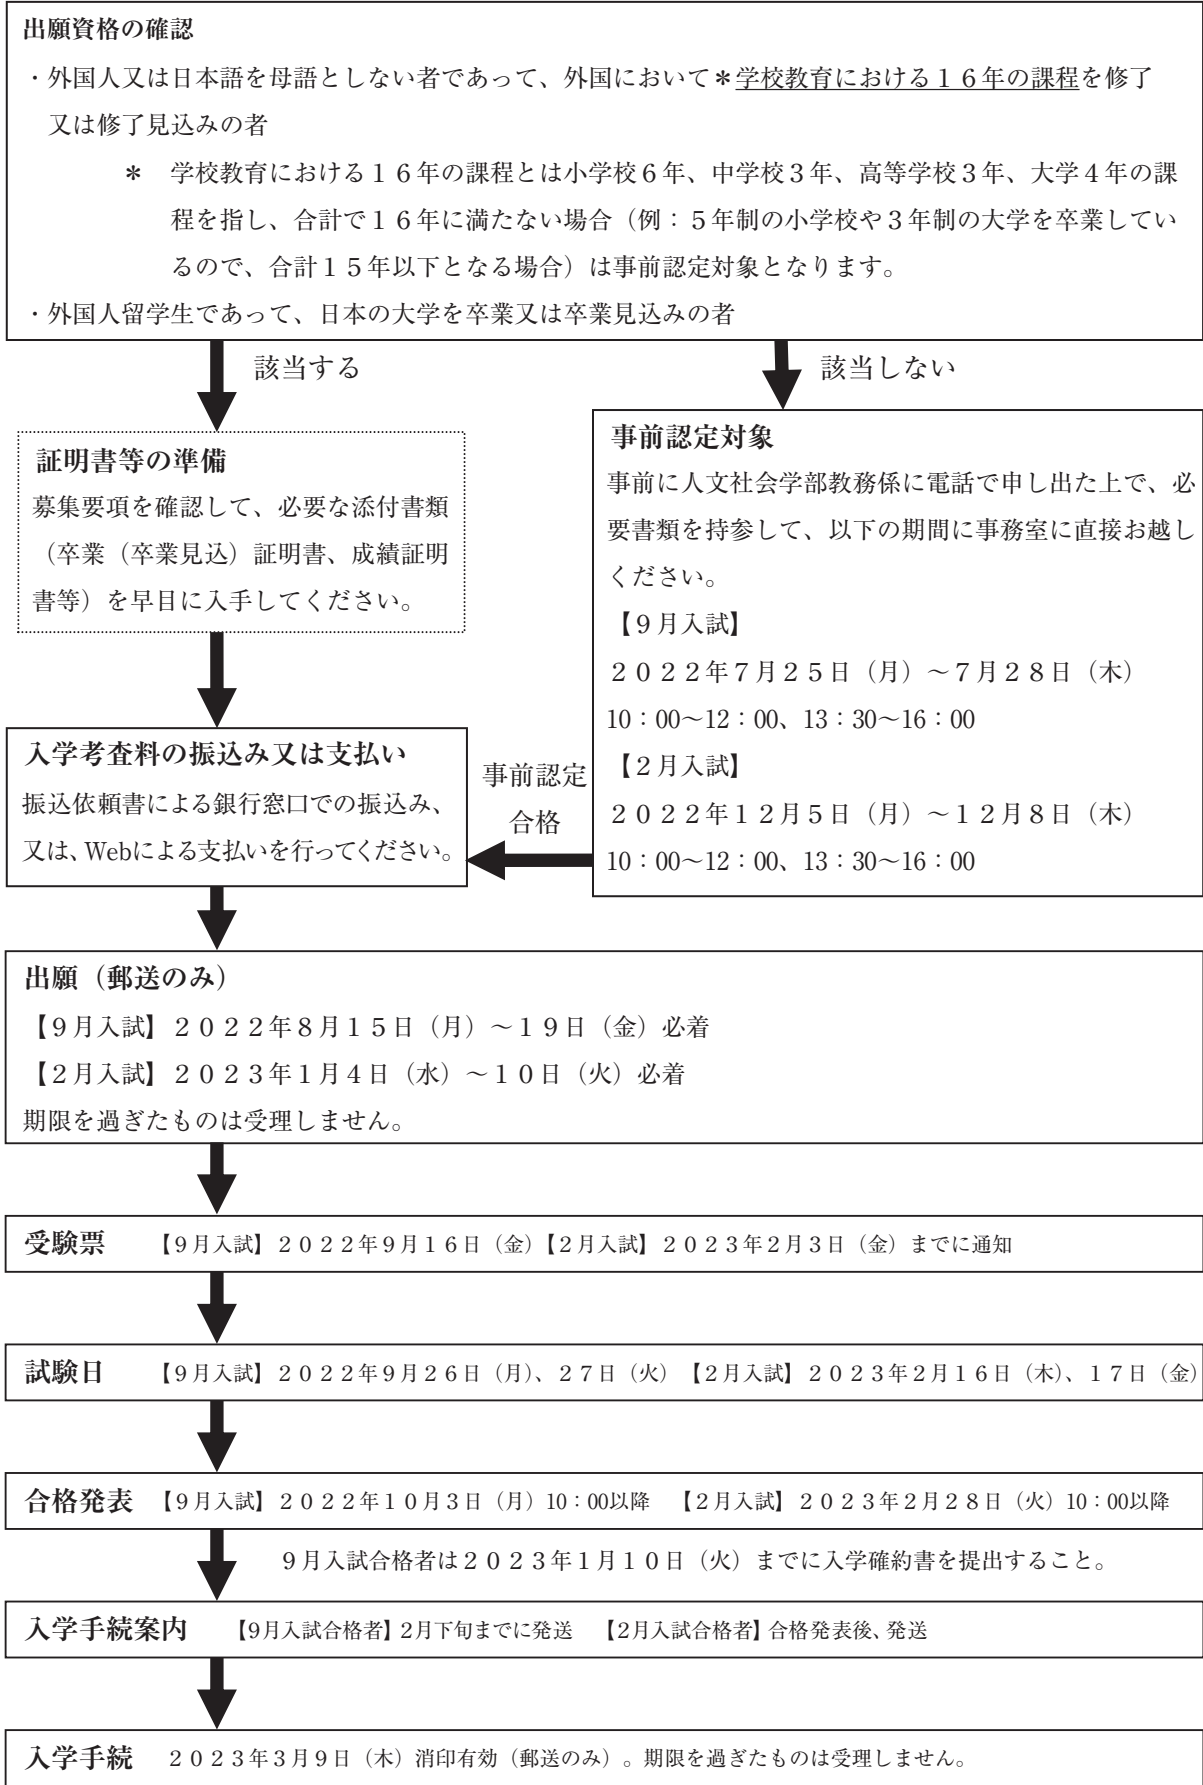 出願資格の確認
・外国人又は日本語を母語としない者であって、外国において＊学校教育における１６年の課程を修了
又は修了見込みの者
＊　学校教育における１６年の課程とは小学校６年、中学校３年、高等学校３年、大学４年の課
程を指し、合計で１６年に満たない場合（例：５年制の小学校や３年制の大学を卒業してい
るので、合計１５年以下となる場合）は事前認定対象となります。
・外国人留学生であって、日本の大学を卒業又は卒業見込みの者
該当する
該当しない
証明書等の準備
募集要項を確認して、必要な添付書類
（卒業（卒業見込）証明書、成績証明
書等）を早目に入手してください。
事前認定対象
事前に人文社会学部教務係に電話で申し出た上で、必
要書類を持参して、以下の期間に事務室に直接お越し
ください。
【９月入試】
２０２２年７月２５日（月）～７月２８日（木）
10：00～12：00、13：30～16：00
【２月入試】
２０２２年１２月５日（月）～１２月８日（木）
10：00～12：00、13：30～16：00
事前認定
合格
入学考査料の振込み又は支払い
振込依頼書による銀行窓口での振込み、
又は、Webによる支払いを行ってください。
出願（郵送のみ）
【９月入試】２０２２年８月１５日（月）～１９日（金）必着
【２月入試】２０２３年１月４日（水）～１０日（火）必着
期限を過ぎたものは受理しません。
受験票　【９月入試】２０２２年９月１６日（金）【２月入試】２０２３年２月３日（金）までに通知
試験日　【９月入試】２０２２年９月２６日（月）、２７日（火）【２月入試】２０２３年２月１６日（木）、１７日（金）
合格発表　【９月入試】２０２２年１０月３日（月）10：00以降　【２月入試】２０２３年２月２８日（火）10：00以降
９月入試合格者は２０２３年１月１０日（火）までに入学確約書を提出すること。
入学手続案内　【9月入試合格者】2月下旬までに発送　【2月入試合格者】合格発表後、発送
入学手続　２０２３年３月９日（木）消印有効（郵送のみ）。期限を過ぎたものは受理しません。